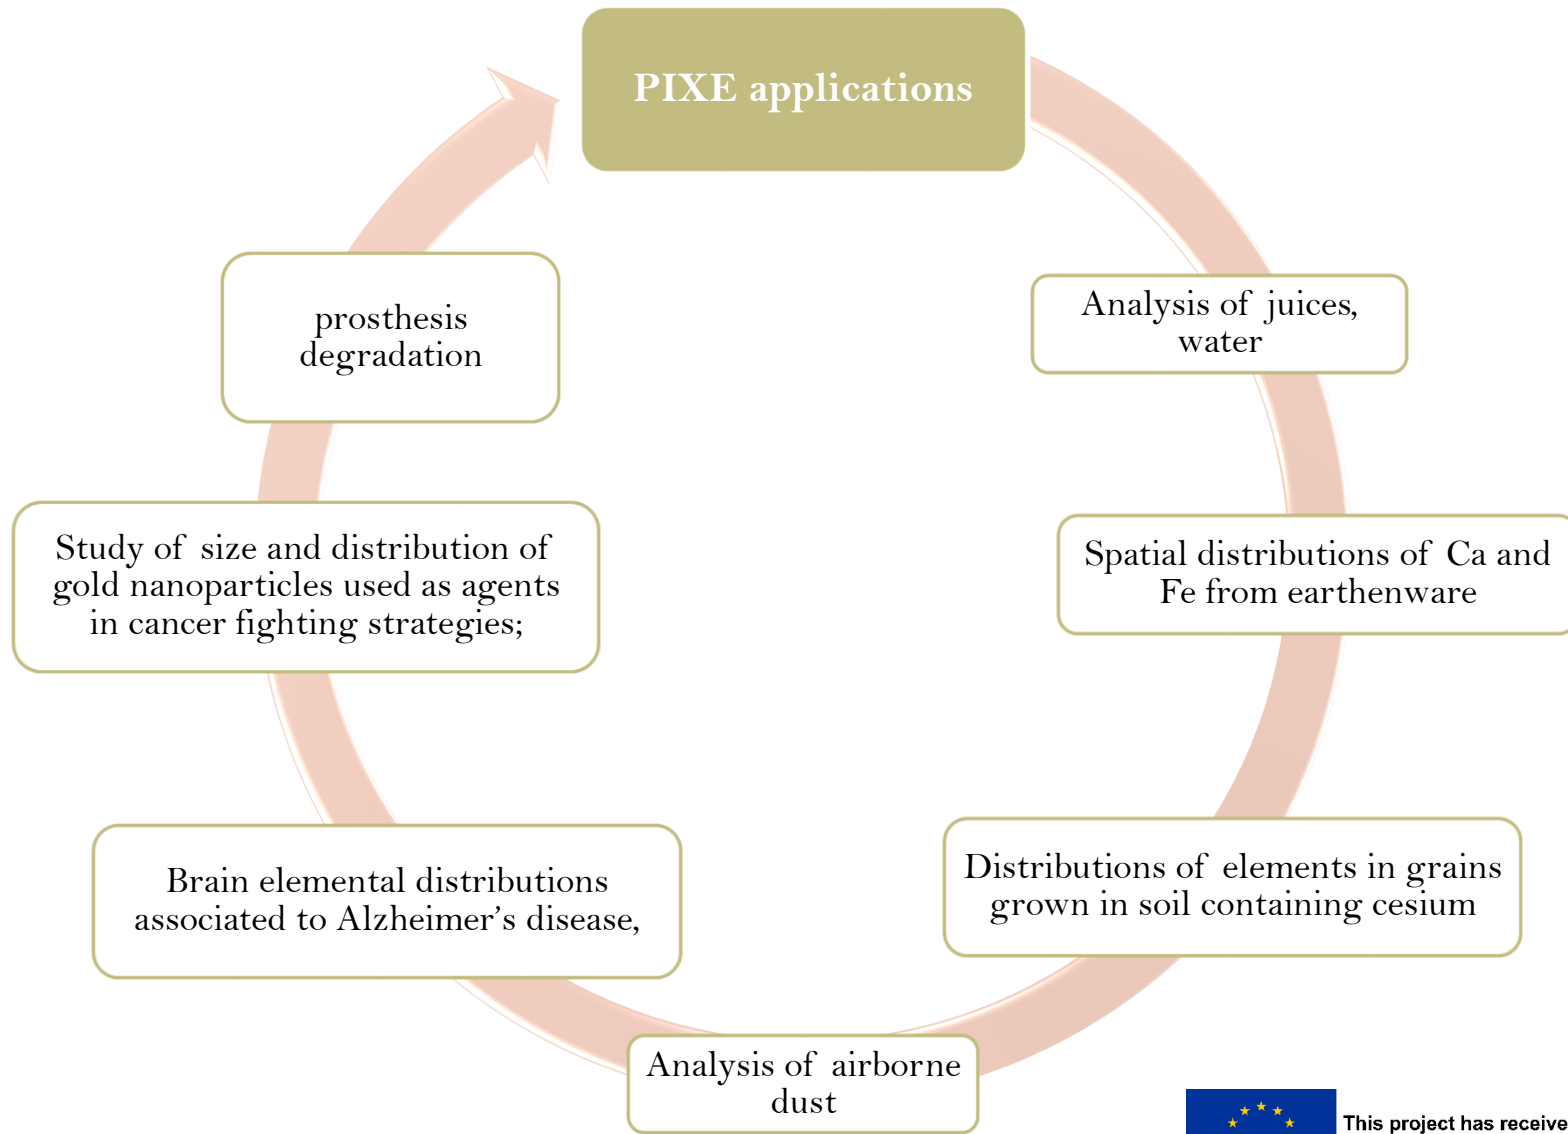 PIXE applications
Analysis of juices,
water
Spatial distributions of Ca and
Fe from earthenware
Distributions of elements in grains
grown in soil containing cesium
Analysis of airborne
dust
Brain elemental distributions
associated to Alzheimer’s disease,
Study of size and distribution of
gold nanoparticles used as agents
in cancer fighting strategies;
prosthesis
degradation
This project has receive